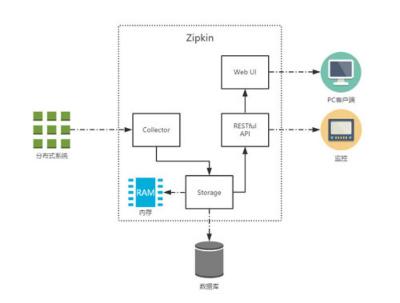 Zipkin
Web UI
PC客户端
Collector
RESTful
API
分布式系统
监控
RAM
Storage
内存
数据库